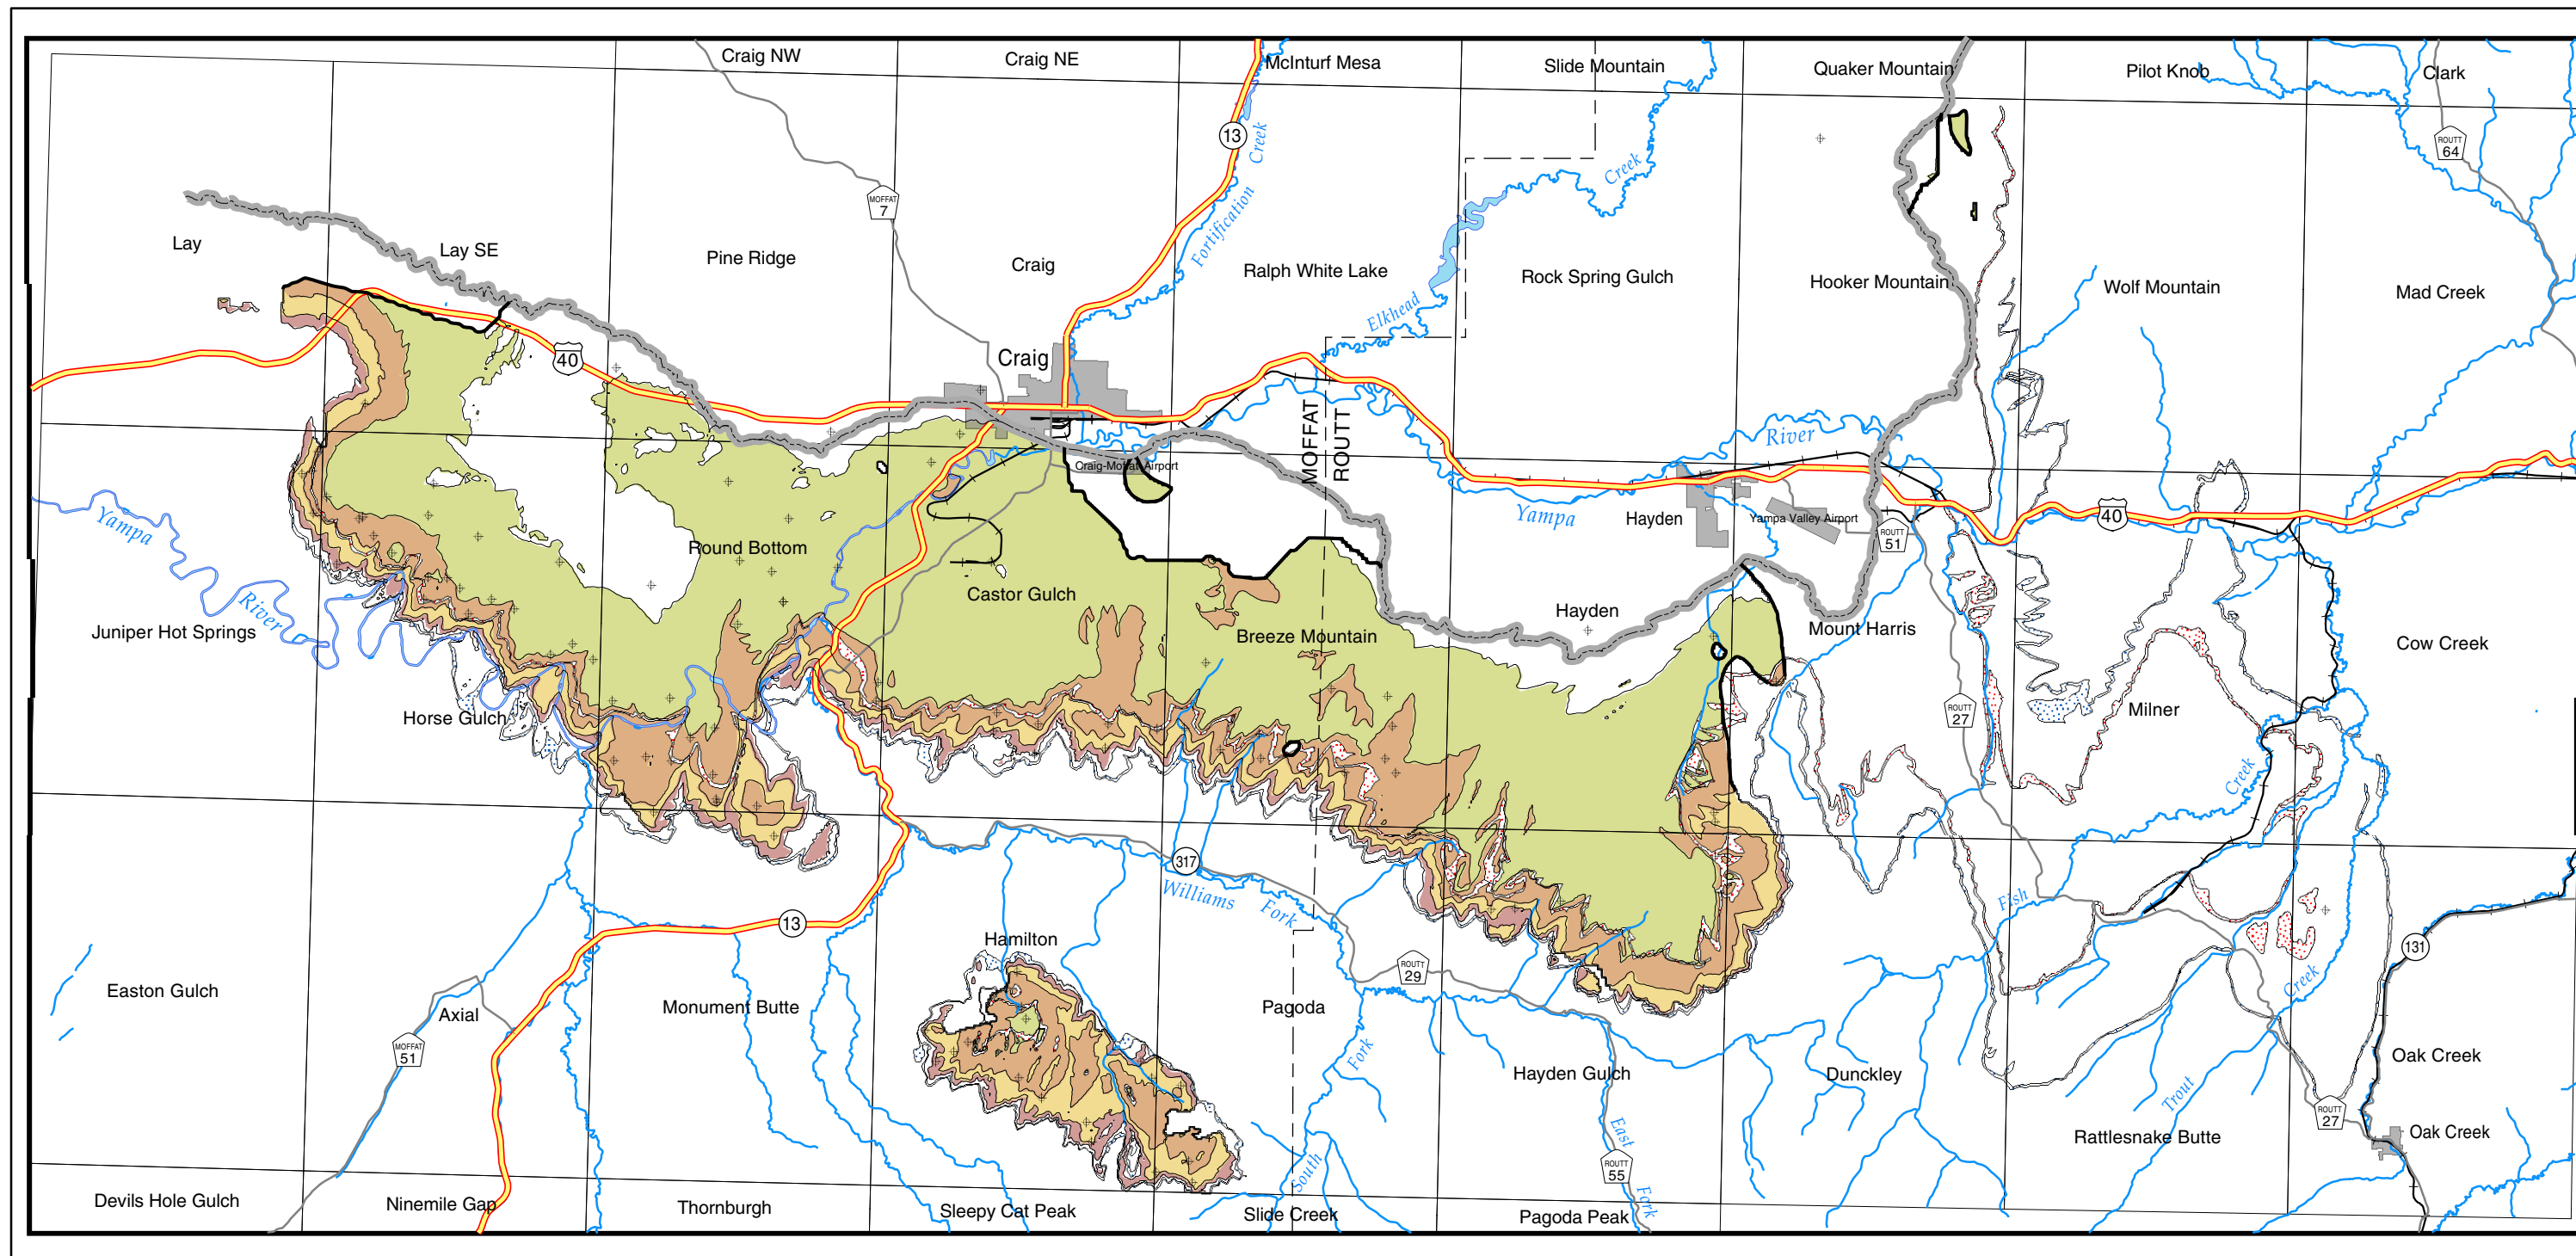 Craig NW
Craig NE
McInturf Mesa
Slide Mountain
Quaker Mountain
Pilot Knob
Clark
13
Creek
Fortification
ROUTT
64
MOFFAT
7
Creek
Lay
Lay SE
Pine Ridge
Craig
Ralph White Lake
Rock Spring Gulch
Hooker Mountain
Wolf Mountain
Mad Creek
Elkhead
40
Craig
MOFFAT
ROUTT
River
Craig-Moffat Airport
Yampa
Yampa
Hayden
Yampa Valley Airport
ROUTT
51
40
Round Bottom
Castor Gulch
River
Juniper Hot Springs
Breeze Mountain
Hayden
Mount Harris
Cow Creek
Horse Gulch
ROUTT
27
Milner
Creek
317
Williams
Fork
Fish
13
Hamilton
131
ROUTT
29
Easton Gulch
Axial
Monument Butte
Pagoda
Creek
MOFFAT
51
Fork
Hayden Gulch
Dunckley
Oak Creek
Trout
ROUTT
27
East
Rattlesnake Butte
Oak Creek
South
ROUTT
55
Fork
Devils Hole Gulch
Ninemile Gap
Thornburgh
Sleepy Cat Peak
Slide Creek
Pagoda Peak